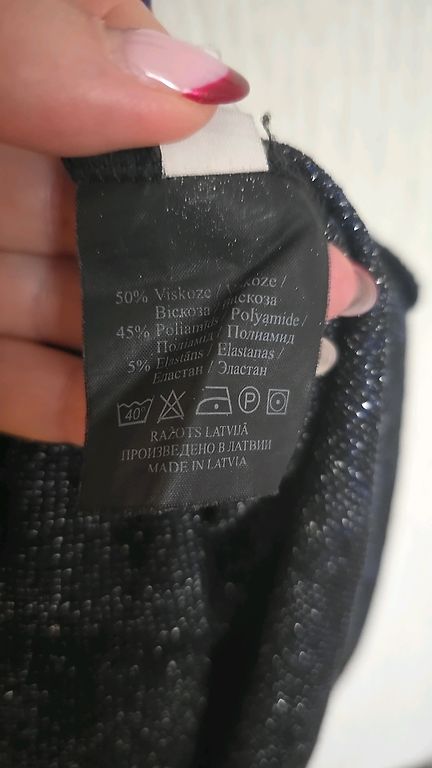 50% Viskoze / Viskoze /
Віскоза / Вискоза
45% Poliamīds / Polyamide /
Поліамид / Полиамид
5% Elastāns / Elastanas /
Еластан / Эластан
40° P
RAŽOTS LATVIJĀ
ПРОИЗВЕДЕНО В ЛАТВИИ
MADE IN LATVIA